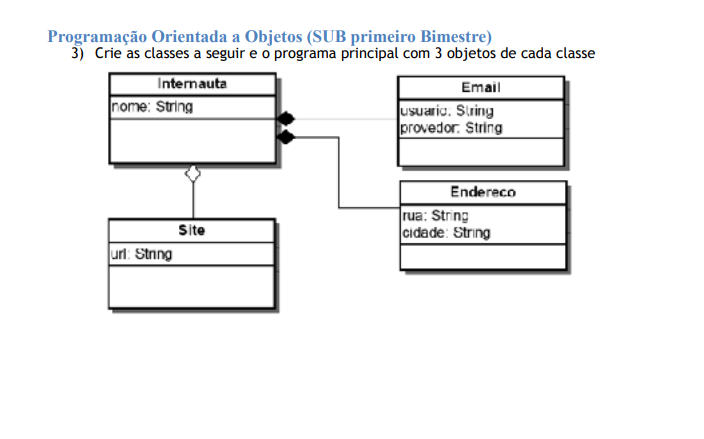 Programação Orientada a Objetos (SUB primeiro Bimestre)
3) Crie as classes a seguir e o programa principal com 3 objetos de cada classe
Internauta
nome: String
Email
usuario: String
provedor: String
Endereco
rua: String
cidade: String
Site
url: String